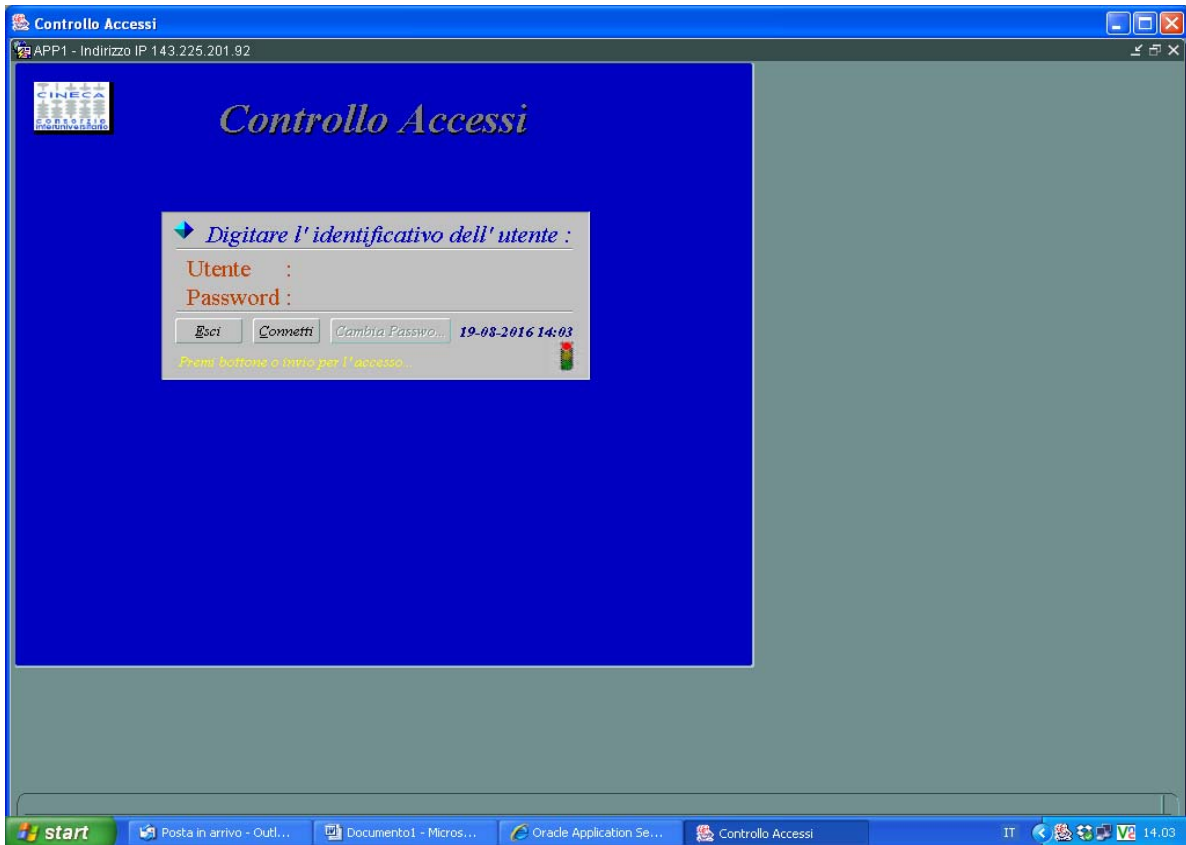 Controllo Accessi
APP1 - Indirizzo IP 143.225.201.92
CINECA
consorzio
interuniversitario
Controllo Accessi
Digitare l' identificativo dell' utente :
Utente :
Password :
Esci Connetti Cambia Passwo... 19-08-2016 14:03
Premi bottone o invio per l'accesso...
start Posta in arrivo - Outl... Documento1 - Micros... Oracle Application Se... Controllo Accessi IT 14.03